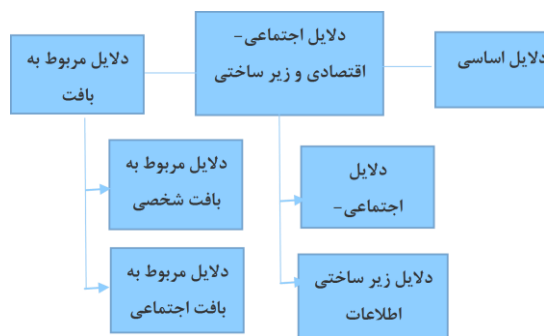 دلایل اساسی
دلایل اجتماعی-
اقتصادی و زیر ساختی
دلایل مربوط به
بافت
دلایل
اجتماعی-
دلایل زیر ساختی
اطلاعات
دلایل مربوط به
بافت شخصی
دلایل مربوط به
بافت اجتماعی